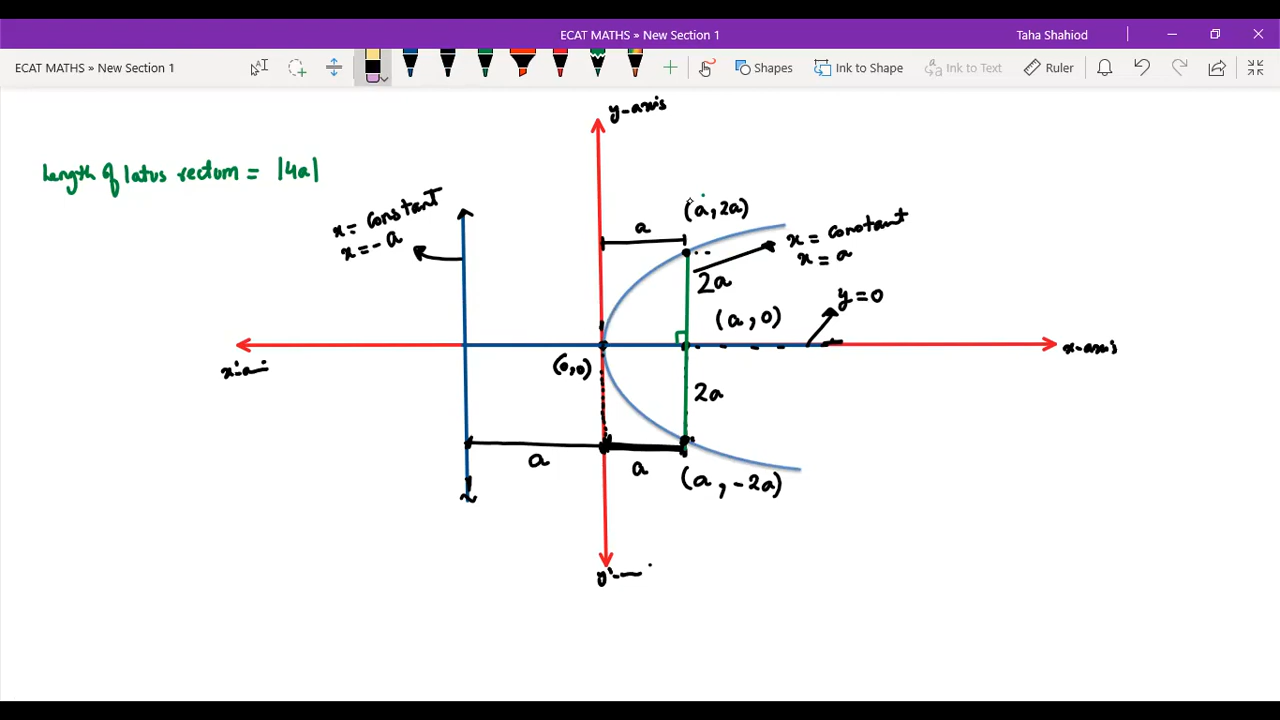 ECAT MATHS » New Section 1
Taha Shahiod
ECAT MATHS » New Section 1
Shapes
Ink to Shape
Ink to Text
Ruler
y-axis
Length of latus rectum = |4a|
x = constant
x = -a
a
(a, 2a)
x = constant
x = a
2a
y = 0
(a, 0)
(0,0)
x-axis
2a
a
a
(a, -2a)